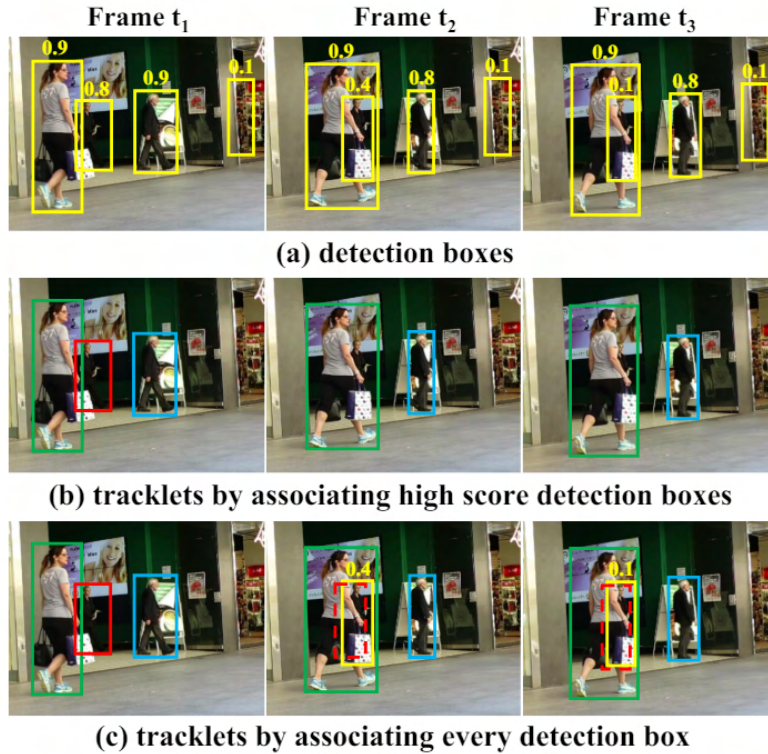 Frame t1 Frame t2 Frame t3
0.9 0.8 0.9 0.1 0.9 0.4 0.8 0.1 0.9 0.1 0.8 0.1
(a) detection boxes
(b) tracklets by associating high score detection boxes
0.4 0.1
(c) tracklets by associating every detection box